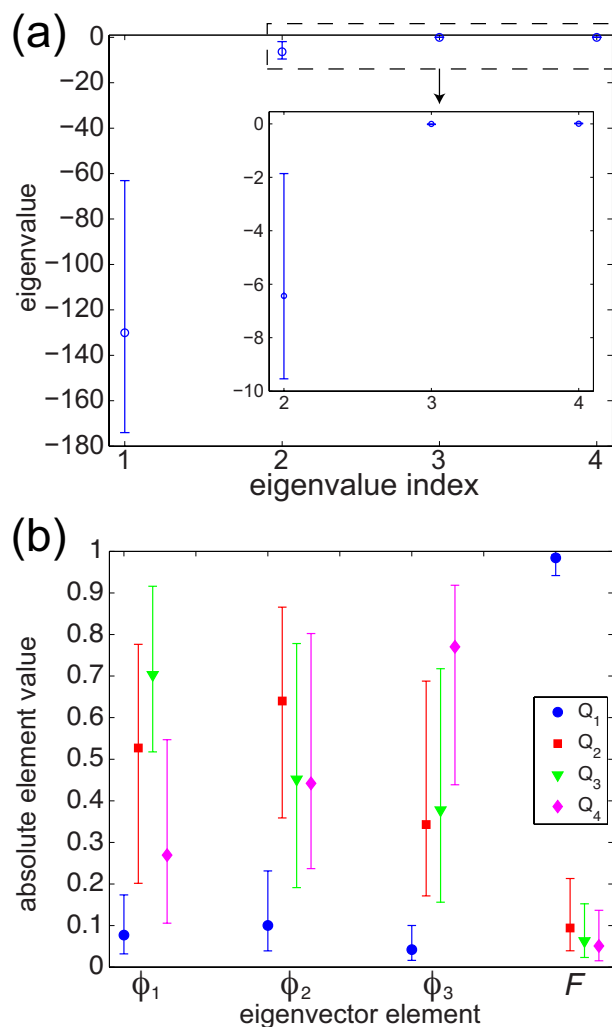 (a)
0
−20
−40
−60
−80
−100
−120
−140
−160
−180
eigenvalue
1
2
3
4
eigenvalue index
0
−2
−4
−6
−8
−10
2
3
4
(b)
1
0.9
0.8
0.7
0.6
0.5
0.4
0.3
0.2
0.1
0
absolute element value
Q1
Q2
Q3
Q4
ϕ1
ϕ2
ϕ3
F
eigenvector element